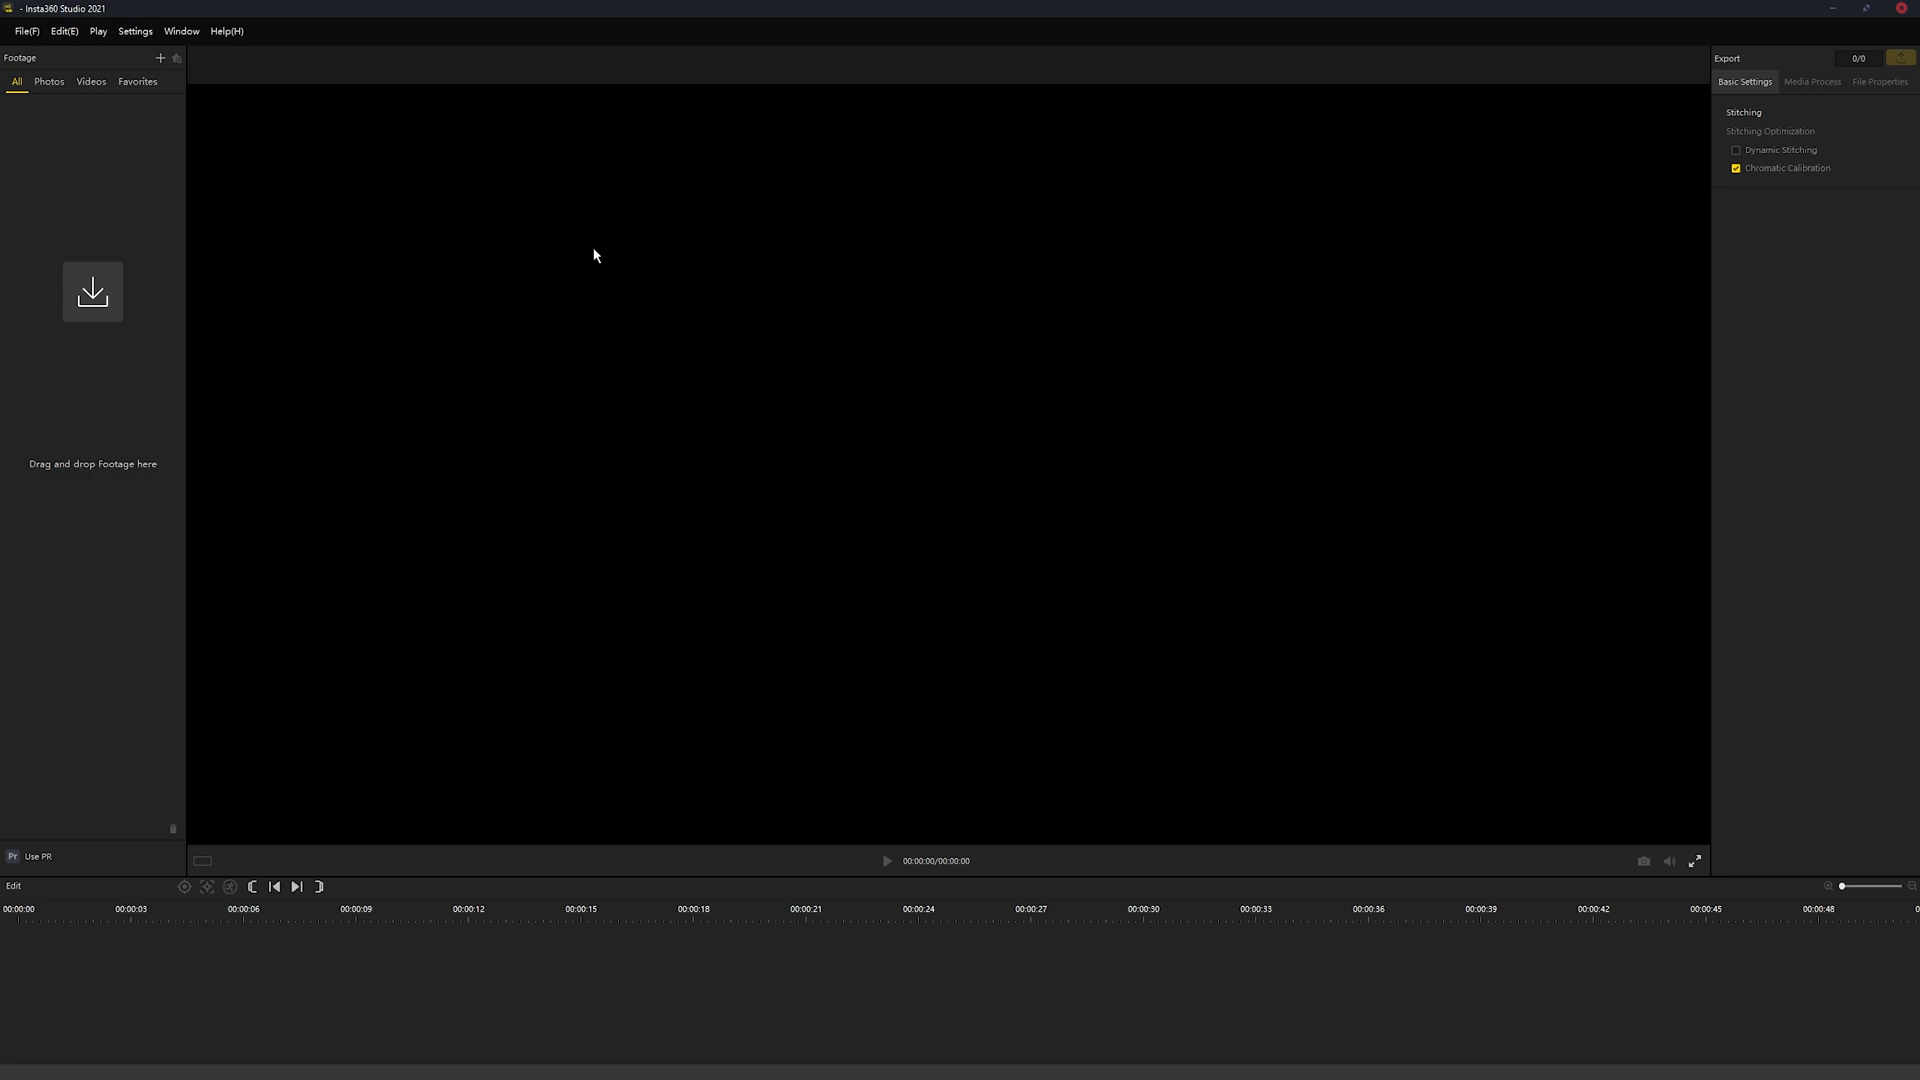 - Insta360 Studio 2021
File(F) Edit(E) Play Settings Window Help(H)
Footage
All Photos Videos Favorites
Drag and drop Footage here
Pr Use PR
00:00:00/00:00:00
Export 0/0
Basic Settings Media Process File Properties
Stitching
Stitching Optimization
Dynamic Stitching
Chromatic Calibration
Edit
00:00:00 00:00:03 00:00:06 00:00:09 00:00:12 00:00:15 00:00:18 00:00:21 00:00:24 00:00:27 00:00:30 00:00:33 00:00:36 00:00:39 00:00:42 00:00:45 00:00:48